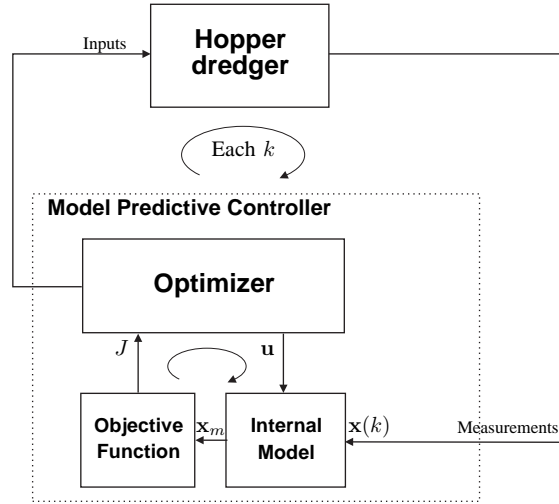 Inputs
Hopper
dredger
Each k
Model Predictive Controller
Optimizer
J
u
Objective
Function
x_m
Internal
Model
x(k)
Measurements